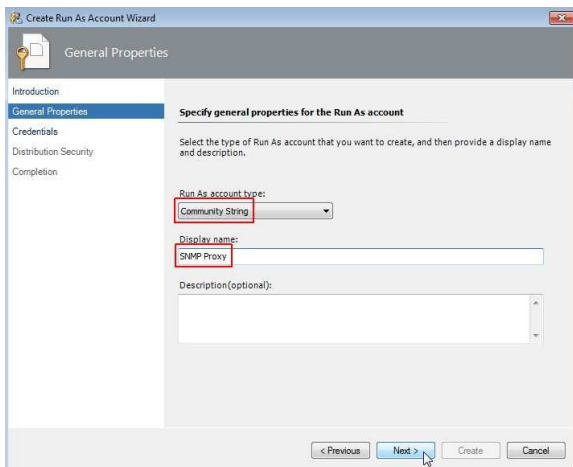 Create Run As Account Wizard
General Properties
Introduction
General Properties
Credentials
Distribution Security
Completion
Specify general properties for the Run As account
Select the type of Run As account that you want to create, and then provide a display name
and description.
Run As account type:
Community String
Display name:
SNMP Proxy
Description(optional):
< Previous
Next >
Create
Cancel